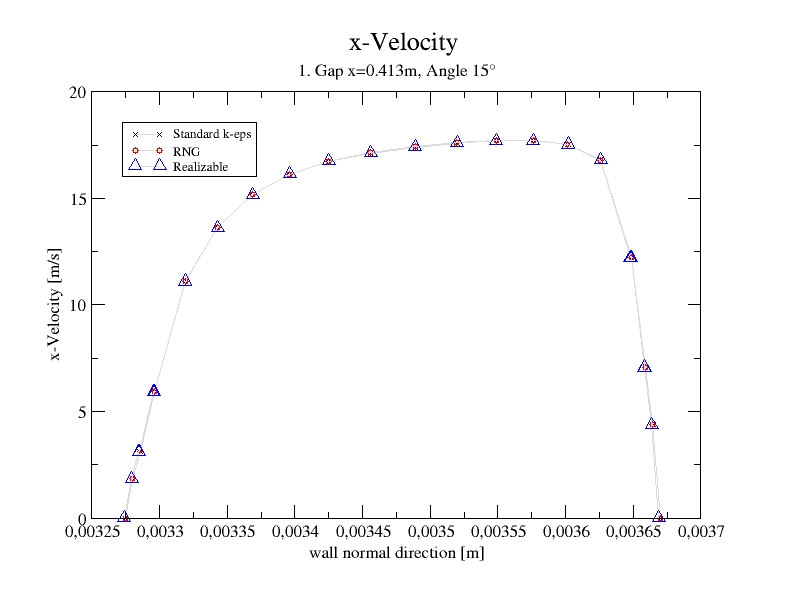 x-Velocity
1. Gap x=0.413m, Angle 15°
20
15
10
5
0
x-Velocity [m/s]
Standard k-eps
RNG
Realizable
0,00325 0,0033 0,00335 0,0034 0,00345 0,0035 0,00355 0,0036 0,00365 0,0037
wall normal direction [m]